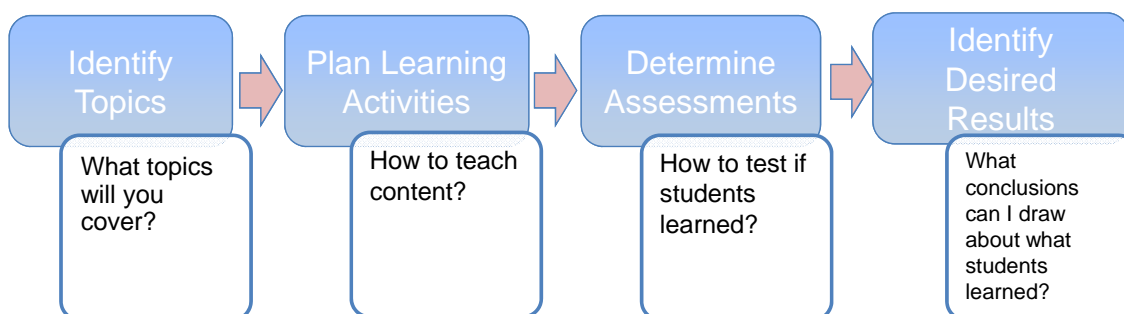 Identify
Topics
What topics
will you
cover?
Plan Learning
Activities
How to teach
content?
Determine
Assessments
How to test if
students
learned?
Identify
Desired
Results
What
conclusions
can I draw
about what
students
learned?